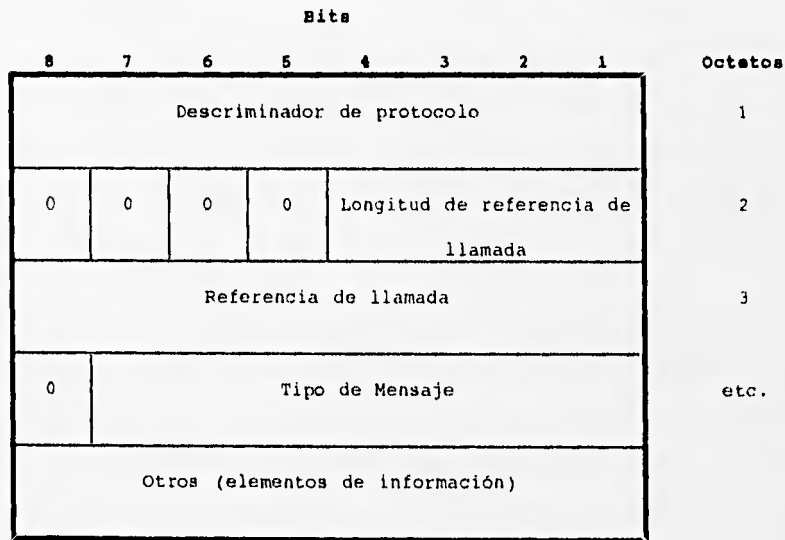 Bits
8 7 6 5 4 3 2 1 Octetos
Descriminador de protocolo 1
0 0 0 0 Longitud de referencia de 2
llamada
Referencia de llamada 3
0 Tipo de Mensaje etc.
Otros (elementos de información)